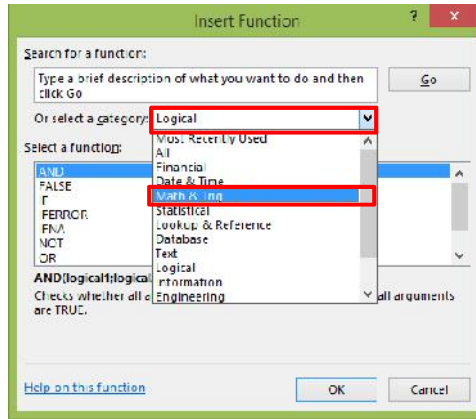 Insert Function
? x
Search for a function:
Type a brief description of what you want to do and then
click Go
Go
Or select a category: Logical
Select a function:
Most Recently Used
All
Financial
Date & Time
Math & Trig
Statistical
Lookup & Reference
Database
Text
Logical
Information
Engineering
AND
FALSE
IF
IFERROR
IFNA
NOT
OR
AND(logical1;logical
Checks whether all a
all arguments
are TRUE.
Help on this function
OK
Cancel